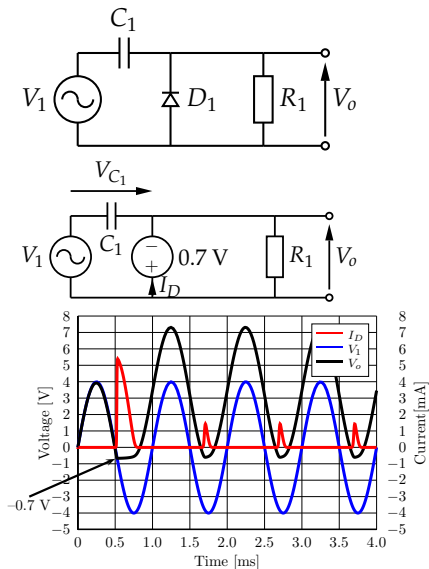 C1
V1
D1
R1
Vo
VC1
V1
C1
−
+
0.7 V
ID
R1
Vo
8
7
6
5
4
3
2
1
0
−1
−2
−3
−4
−5
Voltage [V]
ID
V1
Vo
8
7
6
5
4
3
2
1
0
−1
−2
−3
−4
−5
Current[mA]
–0.7 V
0 0.5 1.0 1.5 2.0 2.5 3.0 3.5 4.0
Time [ms]